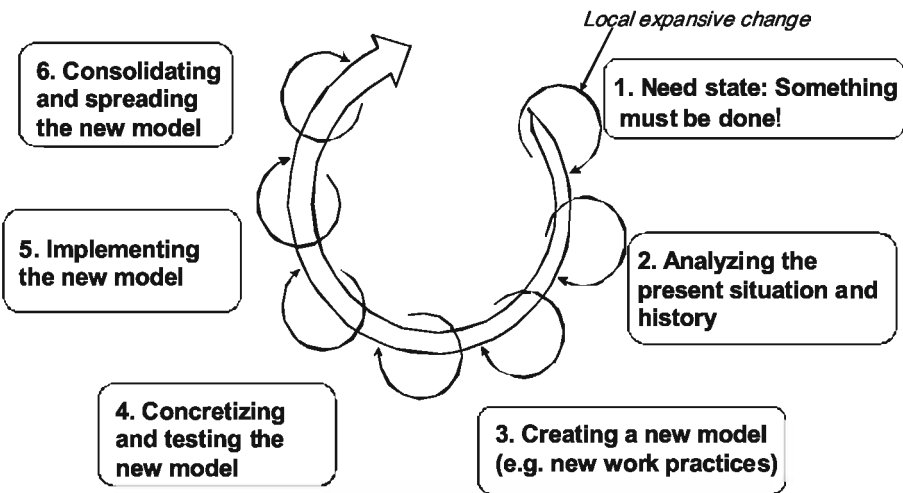 Local expansive change
1. Need state: Something
must be done!
2. Analyzing the
present situation and
history
3. Creating a new model
(e.g. new work practices)
4. Concretizing
and testing the
new model
5. Implementing
the new model
6. Consolidating
and spreading
the new model